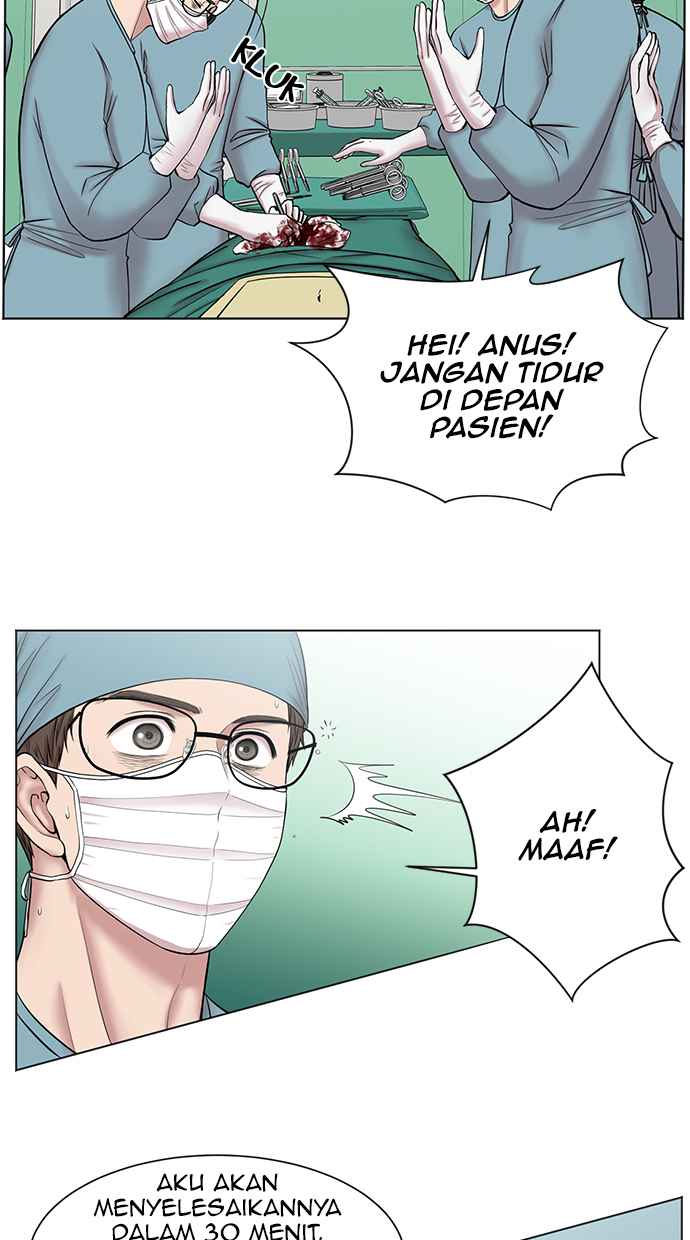 KLUK
HEI! ANUS!
JANGAN TIDUR
DI DEPAN
PASIEN!
AH!
MAAF!
AKU AKAN
MENYELESAIKANNYA
DALAM 30 MENIT,